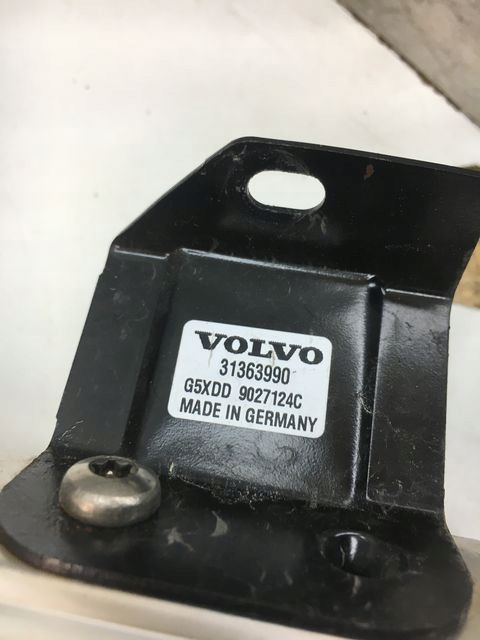 VOLVO
31363990
G5XDD 9027124C
MADE IN GERMANY